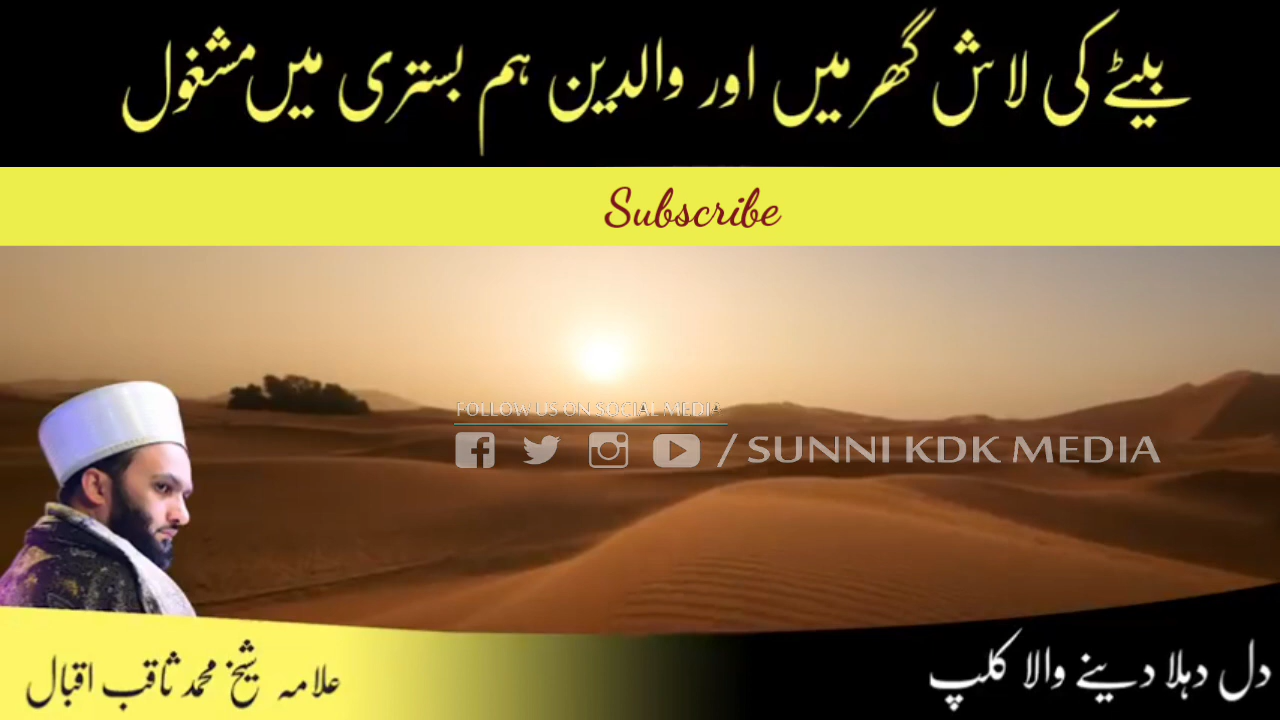 بیٹے کی لاش گھر میں اور والدین ہم بستری میں مشغول
Subscribe
FOLLOW US ON SOCIAL MEDIA
/ SUNNI KDK MEDIA
دل دہلا دینے والا کلپ
علامہ شیخ محمد ثاقب اقبال